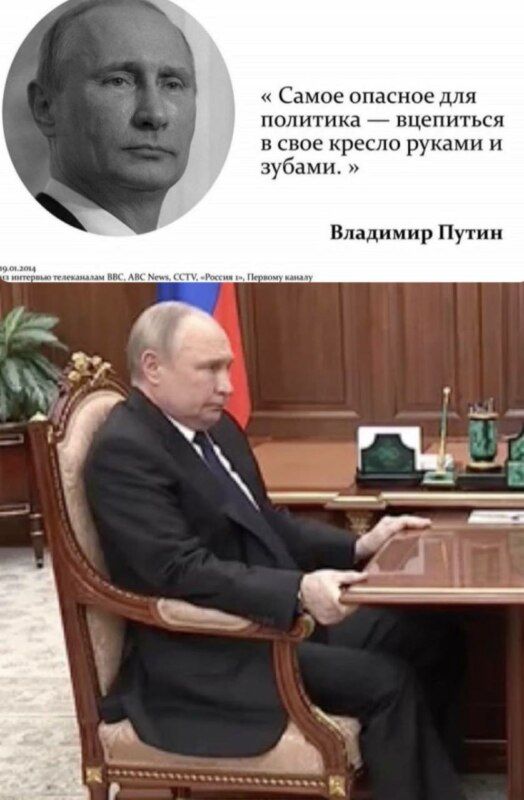 « Самое опасное для
политика — вцепиться
в свое кресло руками и
зубами. »
Владимир Путин
19.01.2014
из интервью телеканалам BBC, ABC News, CCTV, «Россия 1», Первому каналу